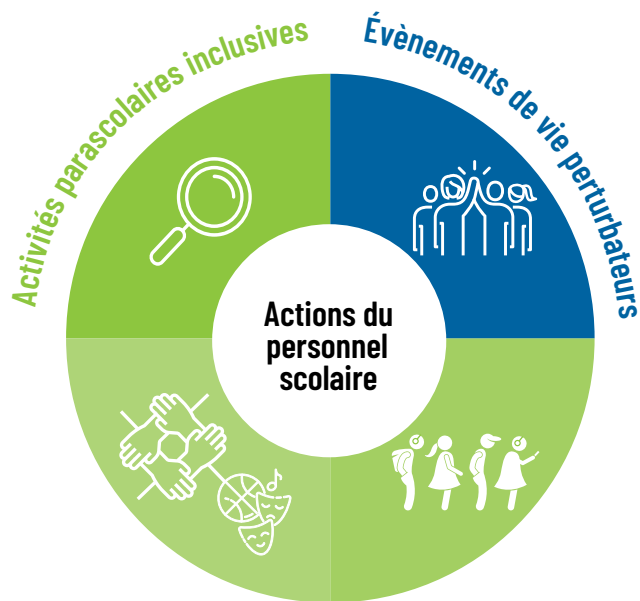 Activités parascolaires inclusives
Évènements de vie perturbateurs
Actions du
personnel
scolaire